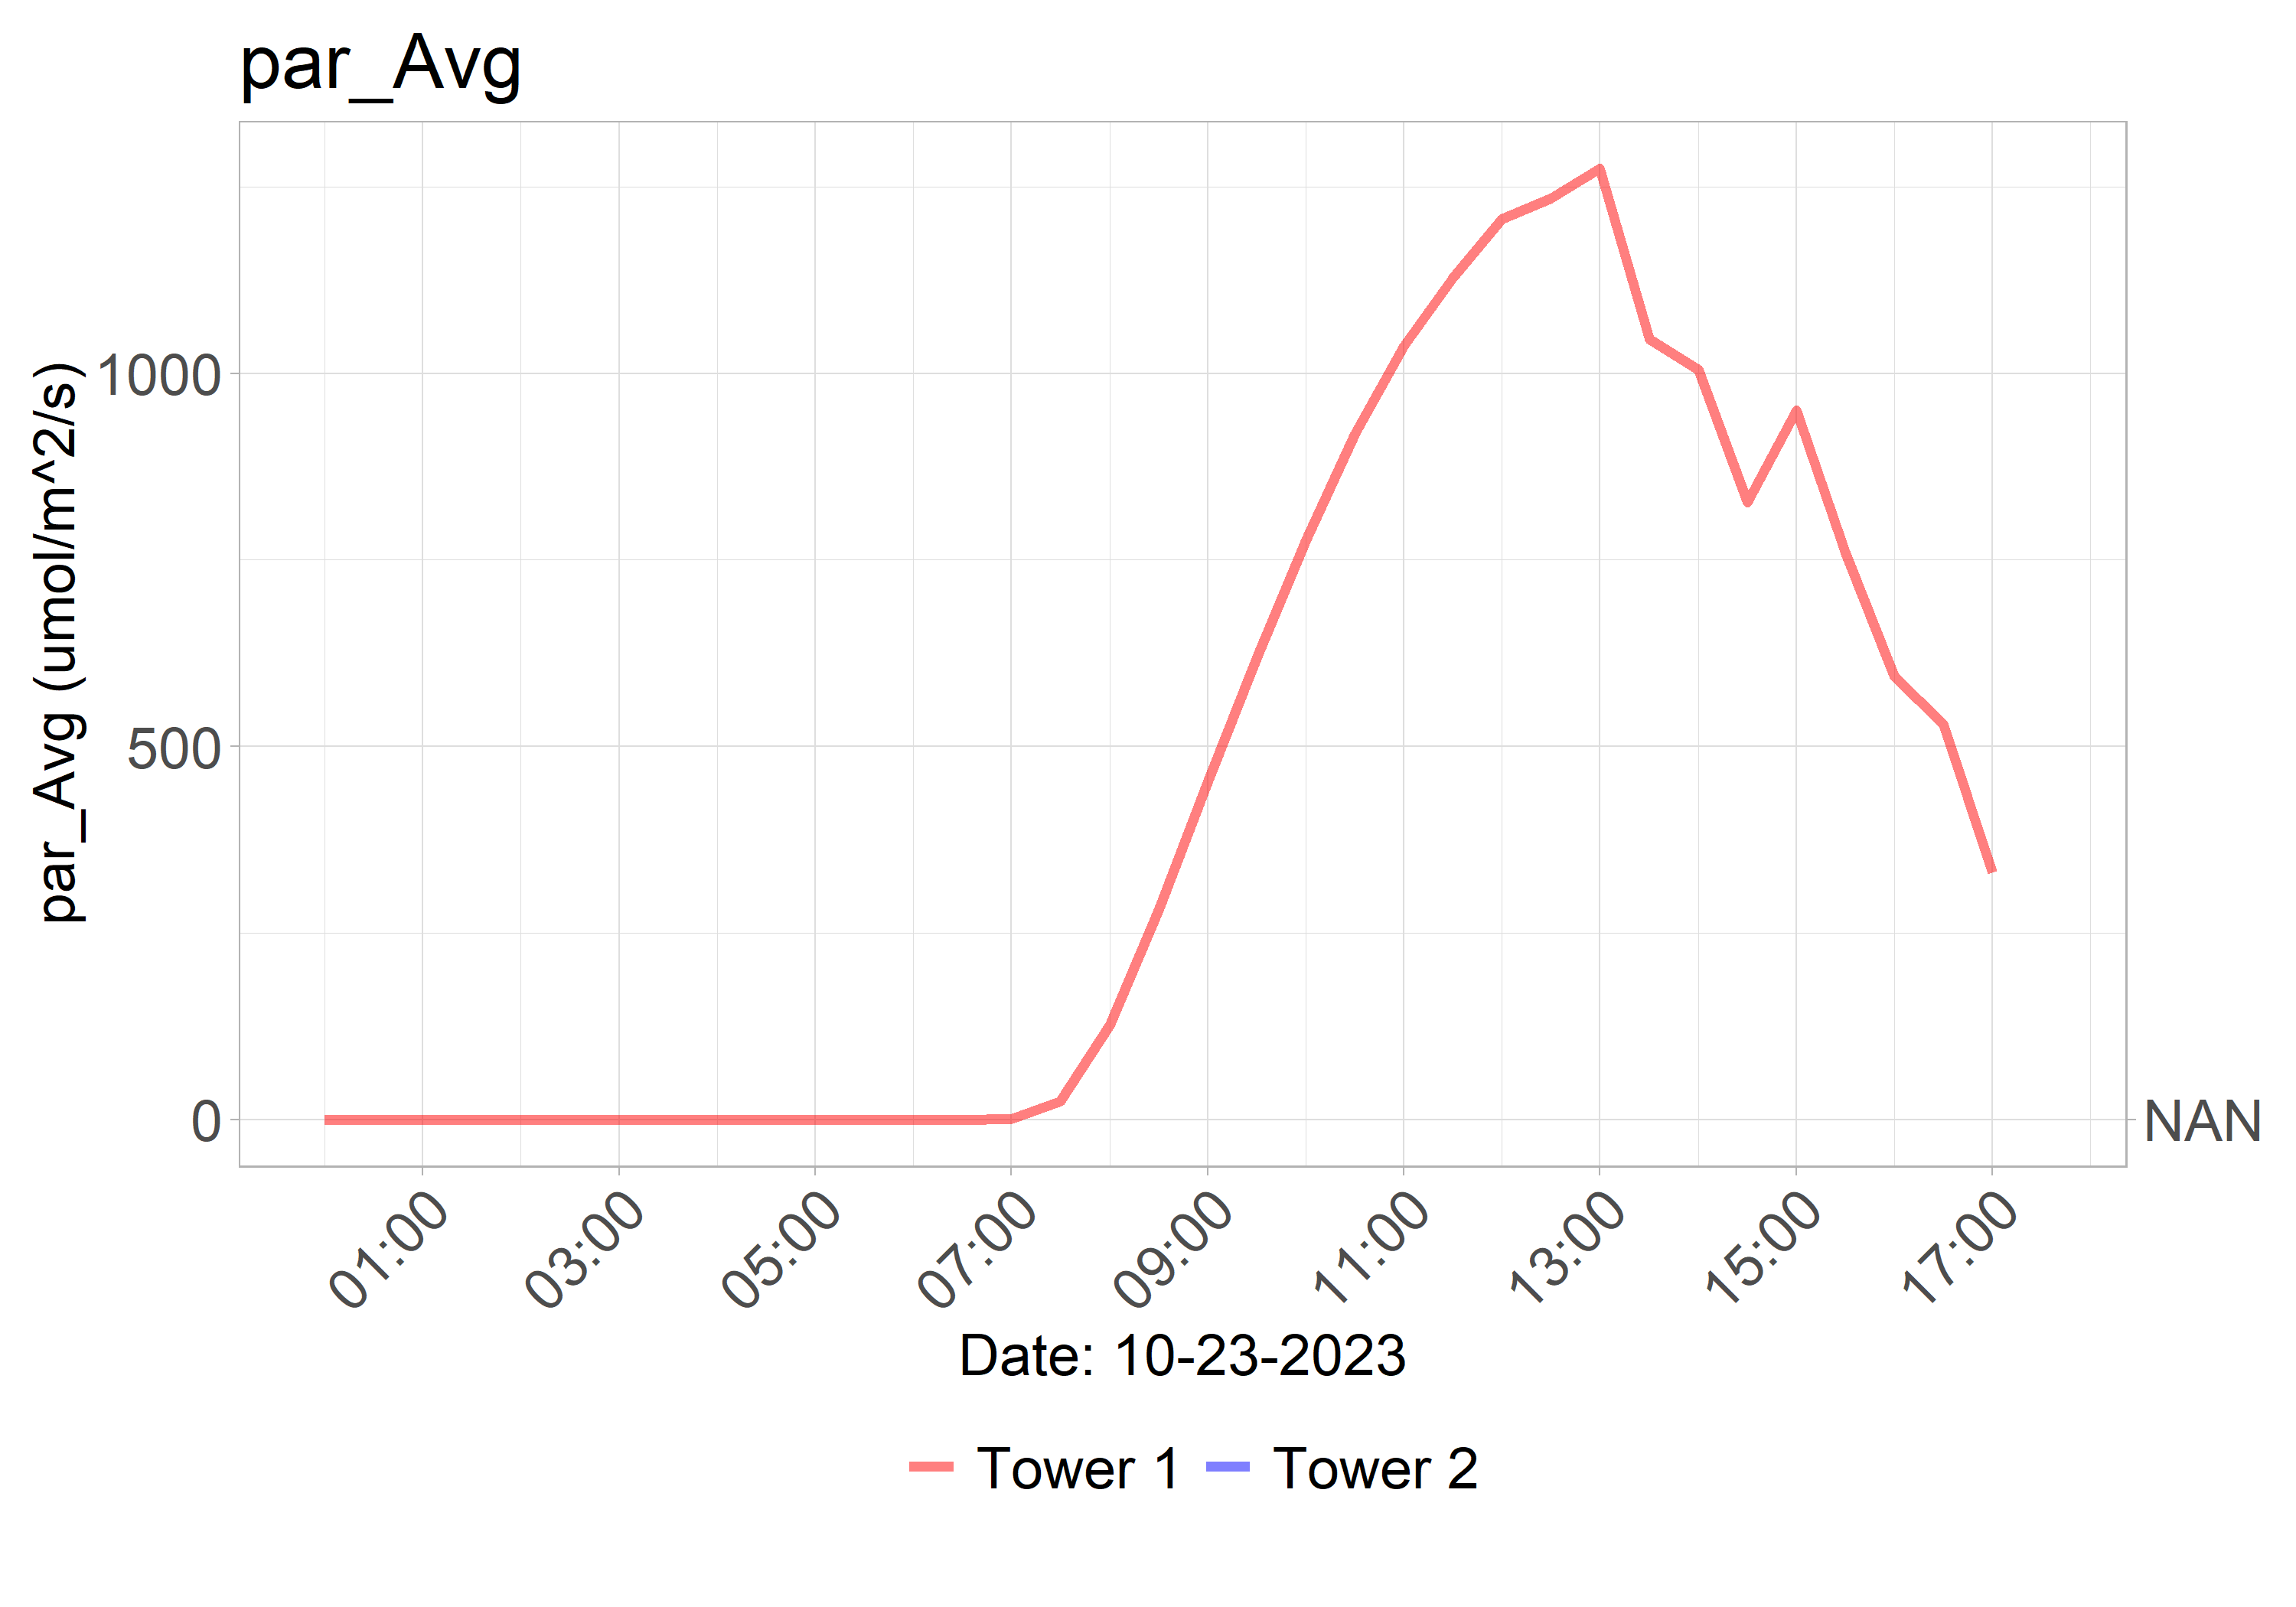 par_Avg
par_Avg (umol/m^2/s)
1000
500
0
NAN
01:00 03:00 05:00 07:00 09:00 11:00 13:00 15:00 17:00
Date: 10-23-2023
Tower 1 Tower 2